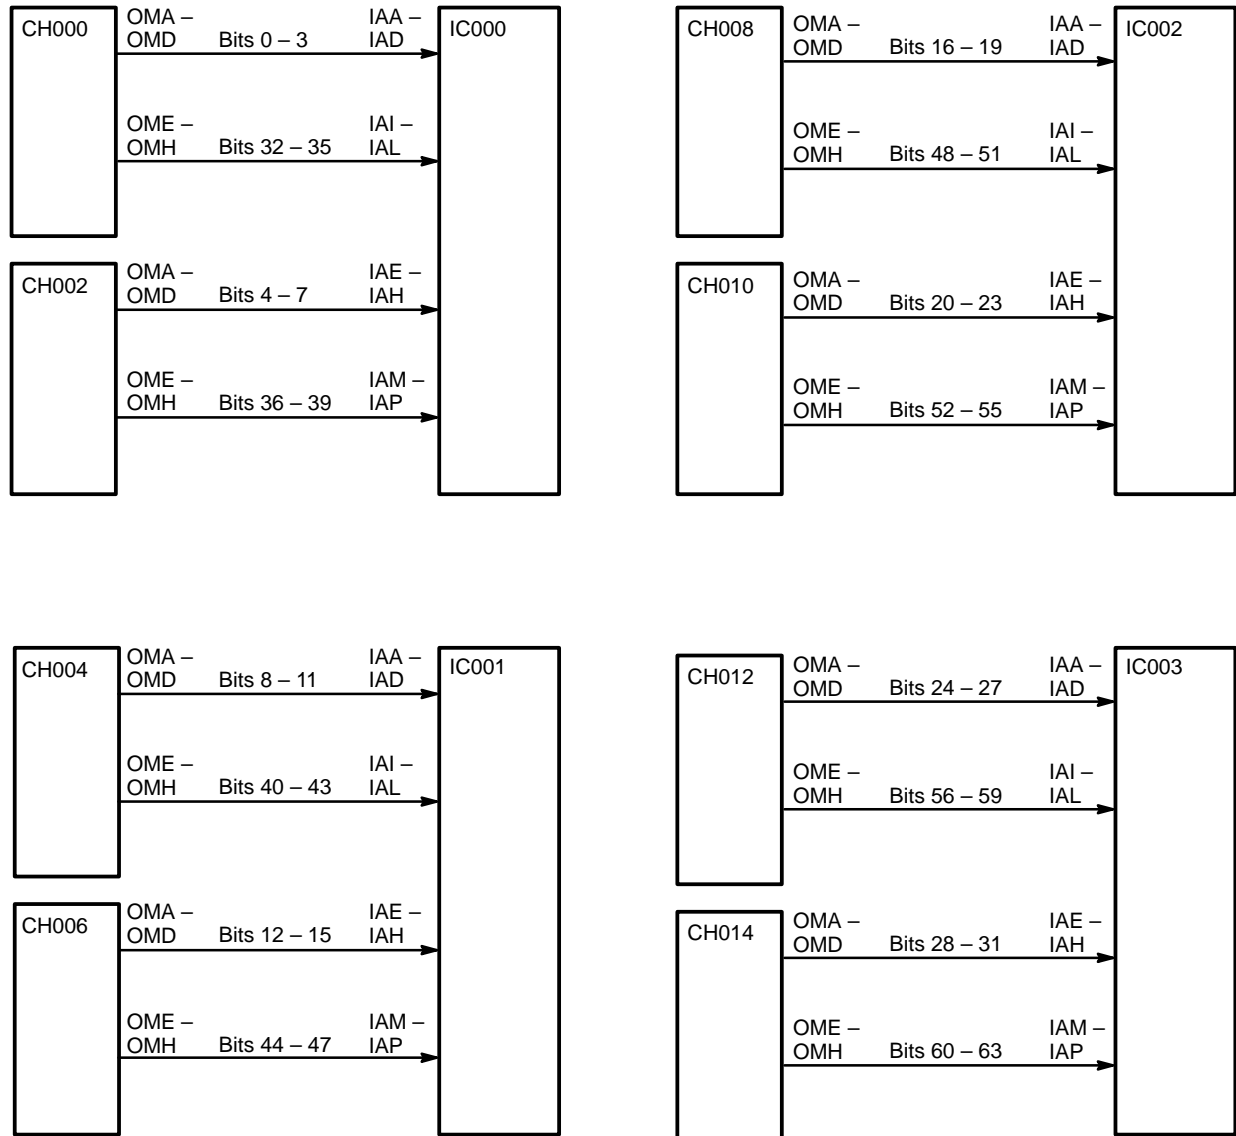 CH000
OMA –
OMD
Bits 0 – 3
IAA –
IAD
IC000
OME –
OMH
Bits 32 – 35
IAI –
IAL
CH002
OMA –
OMD
Bits 4 – 7
IAE –
IAH
OME –
OMH
Bits 36 – 39
IAM –
IAP
CH008
OMA –
OMD
Bits 16 – 19
IAA –
IAD
IC002
OME –
OMH
Bits 48 – 51
IAI –
IAL
CH010
OMA –
OMD
Bits 20 – 23
IAE –
IAH
OME –
OMH
Bits 52 – 55
IAM –
IAP
CH004
OMA –
OMD
Bits 8 – 11
IAA –
IAD
IC001
OME –
OMH
Bits 40 – 43
IAI –
IAL
CH006
OMA –
OMD
Bits 12 – 15
IAE –
IAH
OME –
OMH
Bits 44 – 47
IAM –
IAP
CH012
OMA –
OMD
Bits 24 – 27
IAA –
IAD
IC003
OME –
OMH
Bits 56 – 59
IAI –
IAL
CH014
OMA –
OMD
Bits 28 – 31
IAE –
IAH
OME –
OMH
Bits 60 – 63
IAM –
IAP